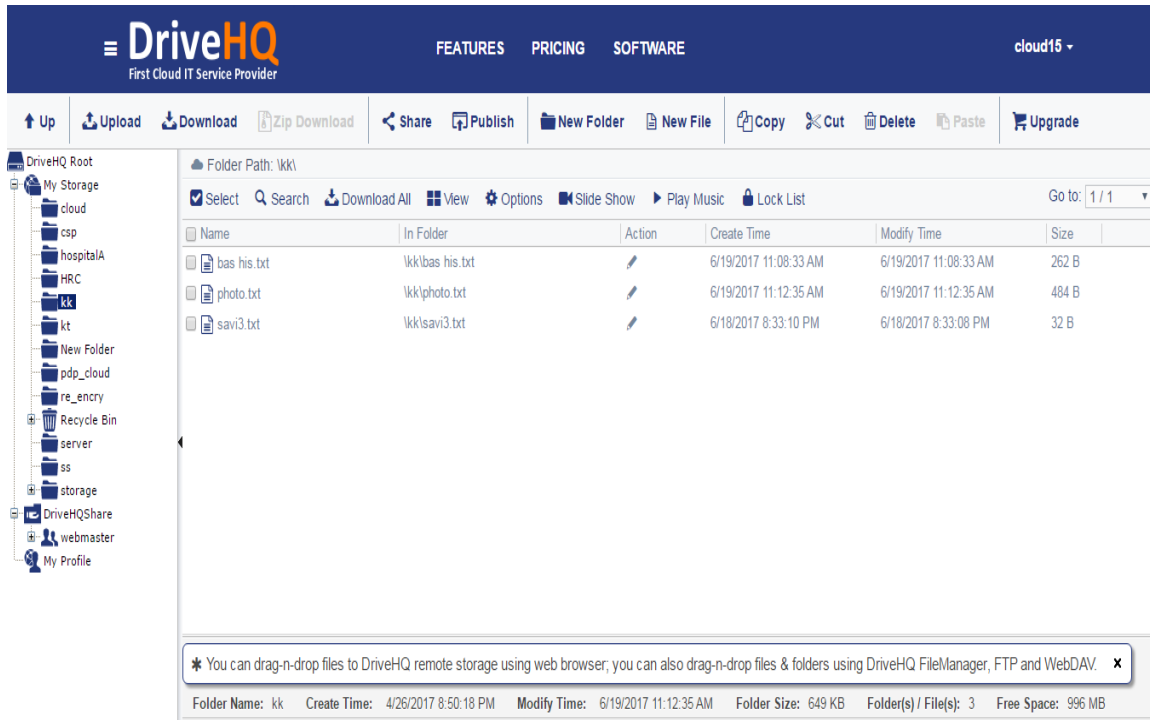 ≡ DriveHQ FEATURES PRICING SOFTWARE cloud15
First Cloud IT Service Provider
Up Upload Download Zip Download Share Publish New Folder New File Copy Cut Delete Paste Upgrade
DriveHQ Root
My Storage
cloud
csp
hospitalA
HRC
kk
kt
New Folder
pdp_cloud
re_encry
Recycle Bin
server
ss
storage
DriveHQShare
webmaster
My Profile
Folder Path: \kk\
Select Search Download All View Options Slide Show Play Music Lock List Go to: 1 / 1
Name In Folder Action Create Time Modify Time Size
bas his.txt \kk\bas his.txt 6/19/2017 11:08:33 AM 6/19/2017 11:08:33 AM 262 B
photo.txt \kk\photo.txt 6/19/2017 11:12:35 AM 6/19/2017 11:12:35 AM 484 B
savi3.txt \kk\savi3.txt 6/18/2017 8:33:10 PM 6/18/2017 8:33:08 PM 32 B
✱ You can drag-n-drop files to DriveHQ remote storage using web browser; you can also drag-n-drop files & folders using DriveHQ FileManager, FTP and WebDAV. x
Folder Name: kk Create Time: 4/26/2017 8:50:18 PM Modify Time: 6/19/2017 11:12:35 AM Folder Size: 649 KB Folder(s) / File(s): 3 Free Space: 996 MB